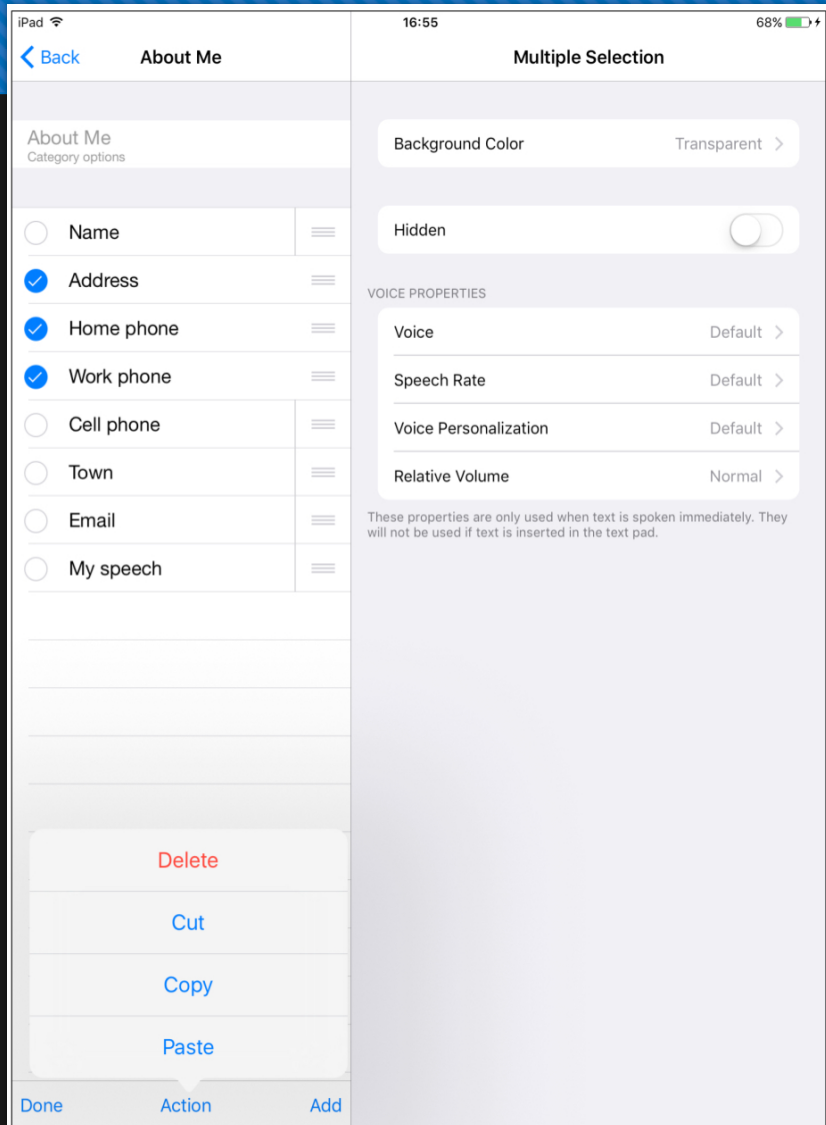 iPad
16:55
68%
Back
About Me
Multiple Selection
About Me
Category options
Name
Address
Home phone
Work phone
Cell phone
Town
Email
My speech
Delete
Cut
Copy
Paste
Done
Action
Add
Background Color
Transparent
Hidden
VOICE PROPERTIES
Voice
Default
Speech Rate
Default
Voice Personalization
Default
Relative Volume
Normal
These properties are only used when text is spoken immediately. They
will not be used if text is inserted in the text pad.